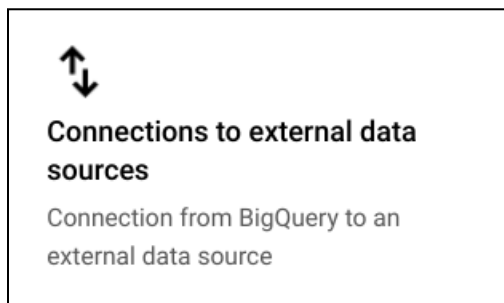 Connections to external data
sources
Connection from BigQuery to an
external data source